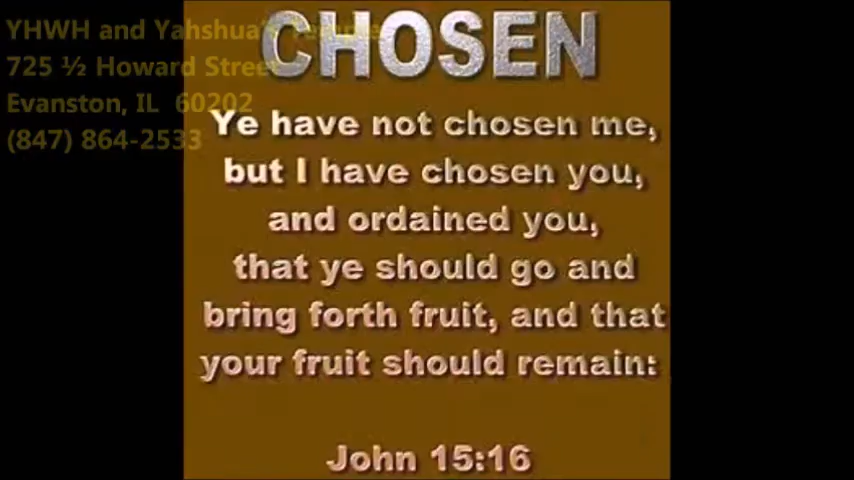 YHWH and Yahshua's Temple
725 ½ Howard Street
Evanston, IL 60202
(847) 864-2533
CHOSEN
Ye have not chosen me,
but I have chosen you,
and ordained you,
that ye should go and
bring forth fruit, and that
your fruit should remain:
John 15:16